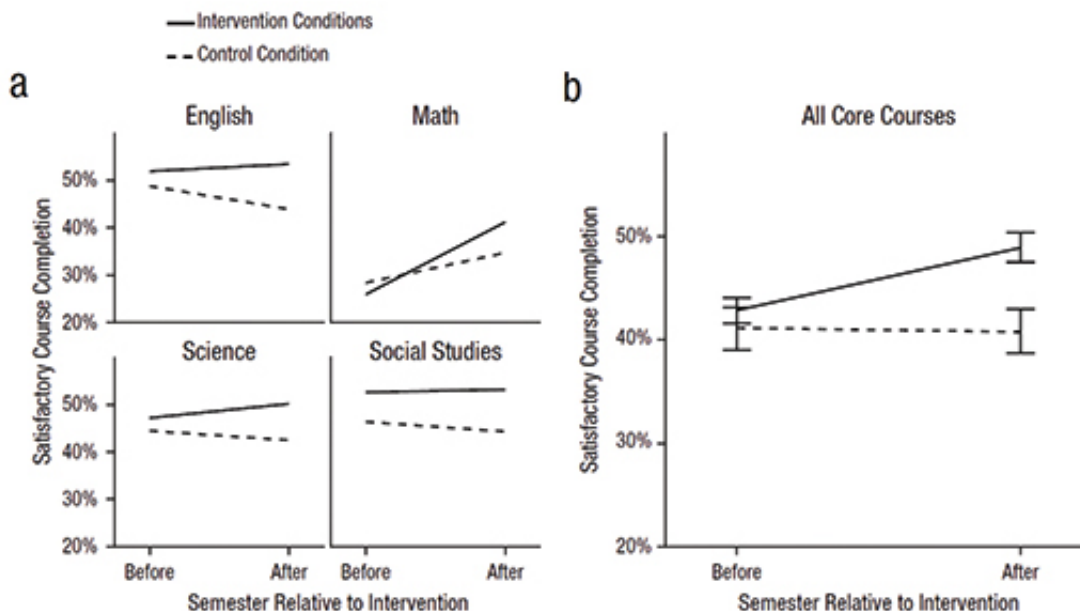 Intervention Conditions
Control Condition
a
English
Math
50%
40%
30%
20%
Satisfactory Course Completion
Science
Social Studies
50%
40%
30%
20%
Before
After
Before
After
Semester Relative to Intervention
b
All Core Courses
50%
40%
30%
20%
Satisfactory Course Completion
Before
After
Semester Relative to Intervention